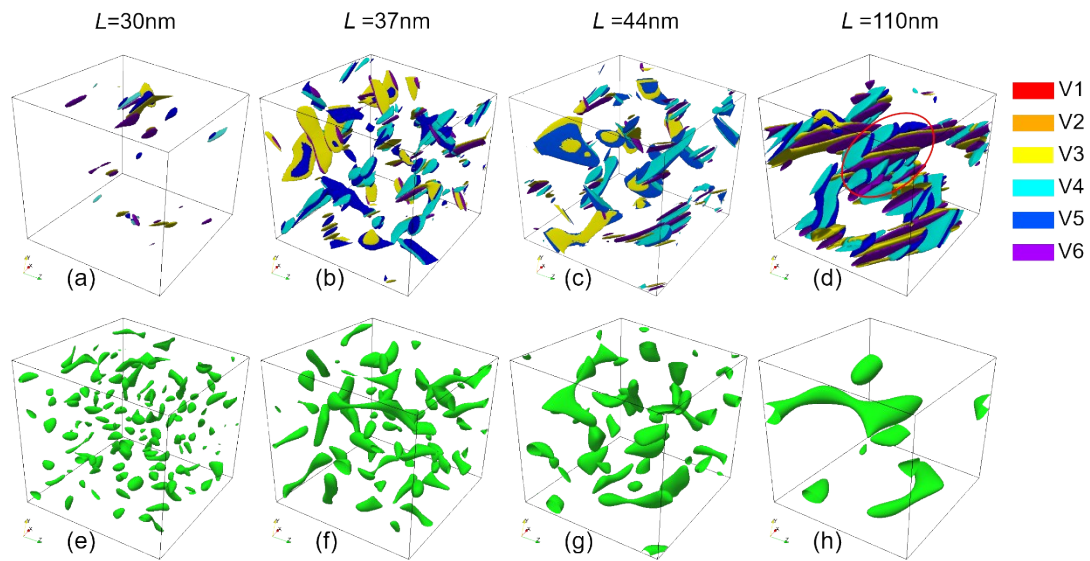 L=30nm
L =37nm
L =44nm
L =110nm
V1
V2
V3
V4
V5
V6
(a)
(b)
(c)
(d)
(e)
(f)
(g)
(h)